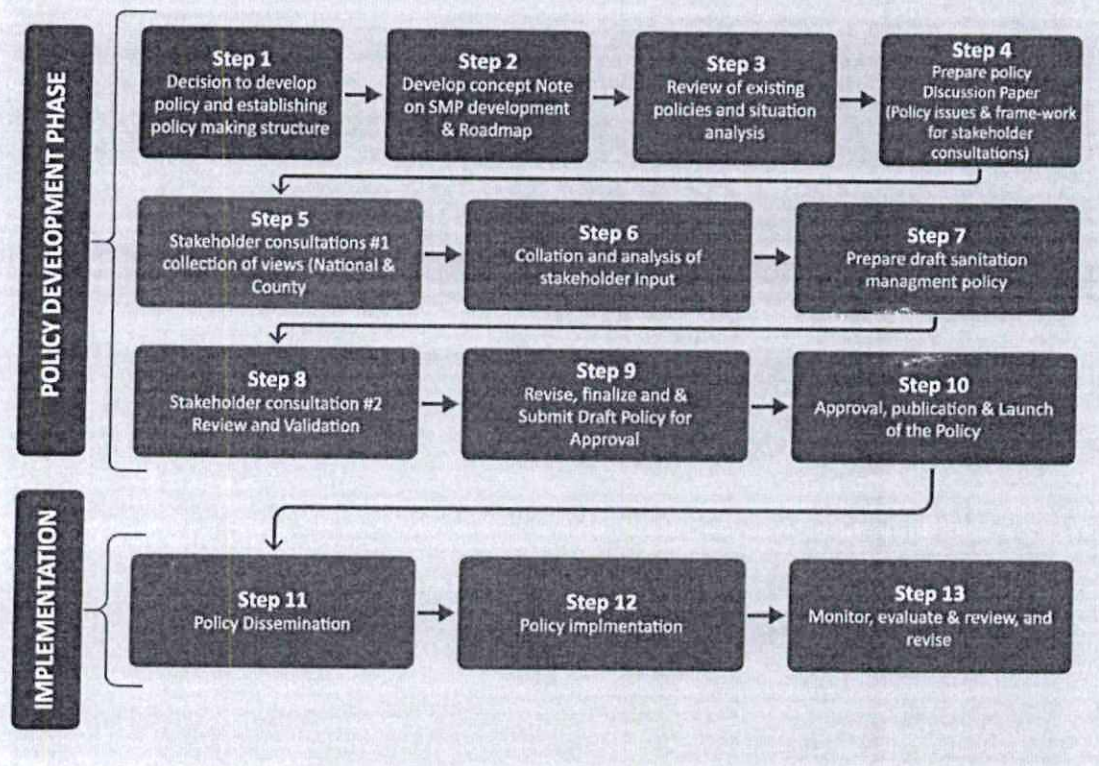 POLICY DEVELOPMENT PHASE
Step 1
Decision to develop
policy and establishing
policy making structure
Step 2
Develop concept Note
on SMP development
& Roadmap
Step 3
Review of existing
policies and situation
analysis
Step 4
Prepare policy
Discussion Paper
(Policy issues & frame-work
for stakeholder
consultations)
Step 5
Stakeholder consultations #1
collection of views (National &
County
Step 6
Collation and analysis of
stakeholder Input
Step 7
Prepare draft sanitation
managment policy
Step 8
Stakeholder consultation #2
Review and Validation
Step 9
Revise, finalize and &
Submit Draft Policy for
Approval
Step 10
Approval, publication & Launch
of the Policy
IMPLEMENTATION
Step 11
Policy Dissemination
Step 12
Policy implmentation
Step 13
Monitor, evaluate & review, and
revise